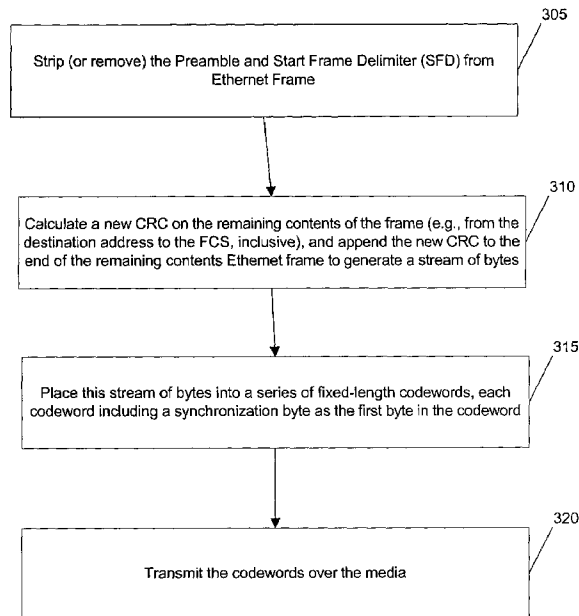 305
Strip (or remove) the Preamble and Start Frame Delimiter (SFD) from
Ethernet Frame
310
Calculate a new CRC on the remaining contents of the frame (e.g., from the
destination address to the FCS, inclusive), and append the new CRC to the
end of the remaining contents Ethernet frame to generate a stream of bytes
315
Place this stream of bytes into a series of fixed-length codewords, each
codeword including a synchronization byte as the first byte in the codeword
320
Transmit the codewords over the media